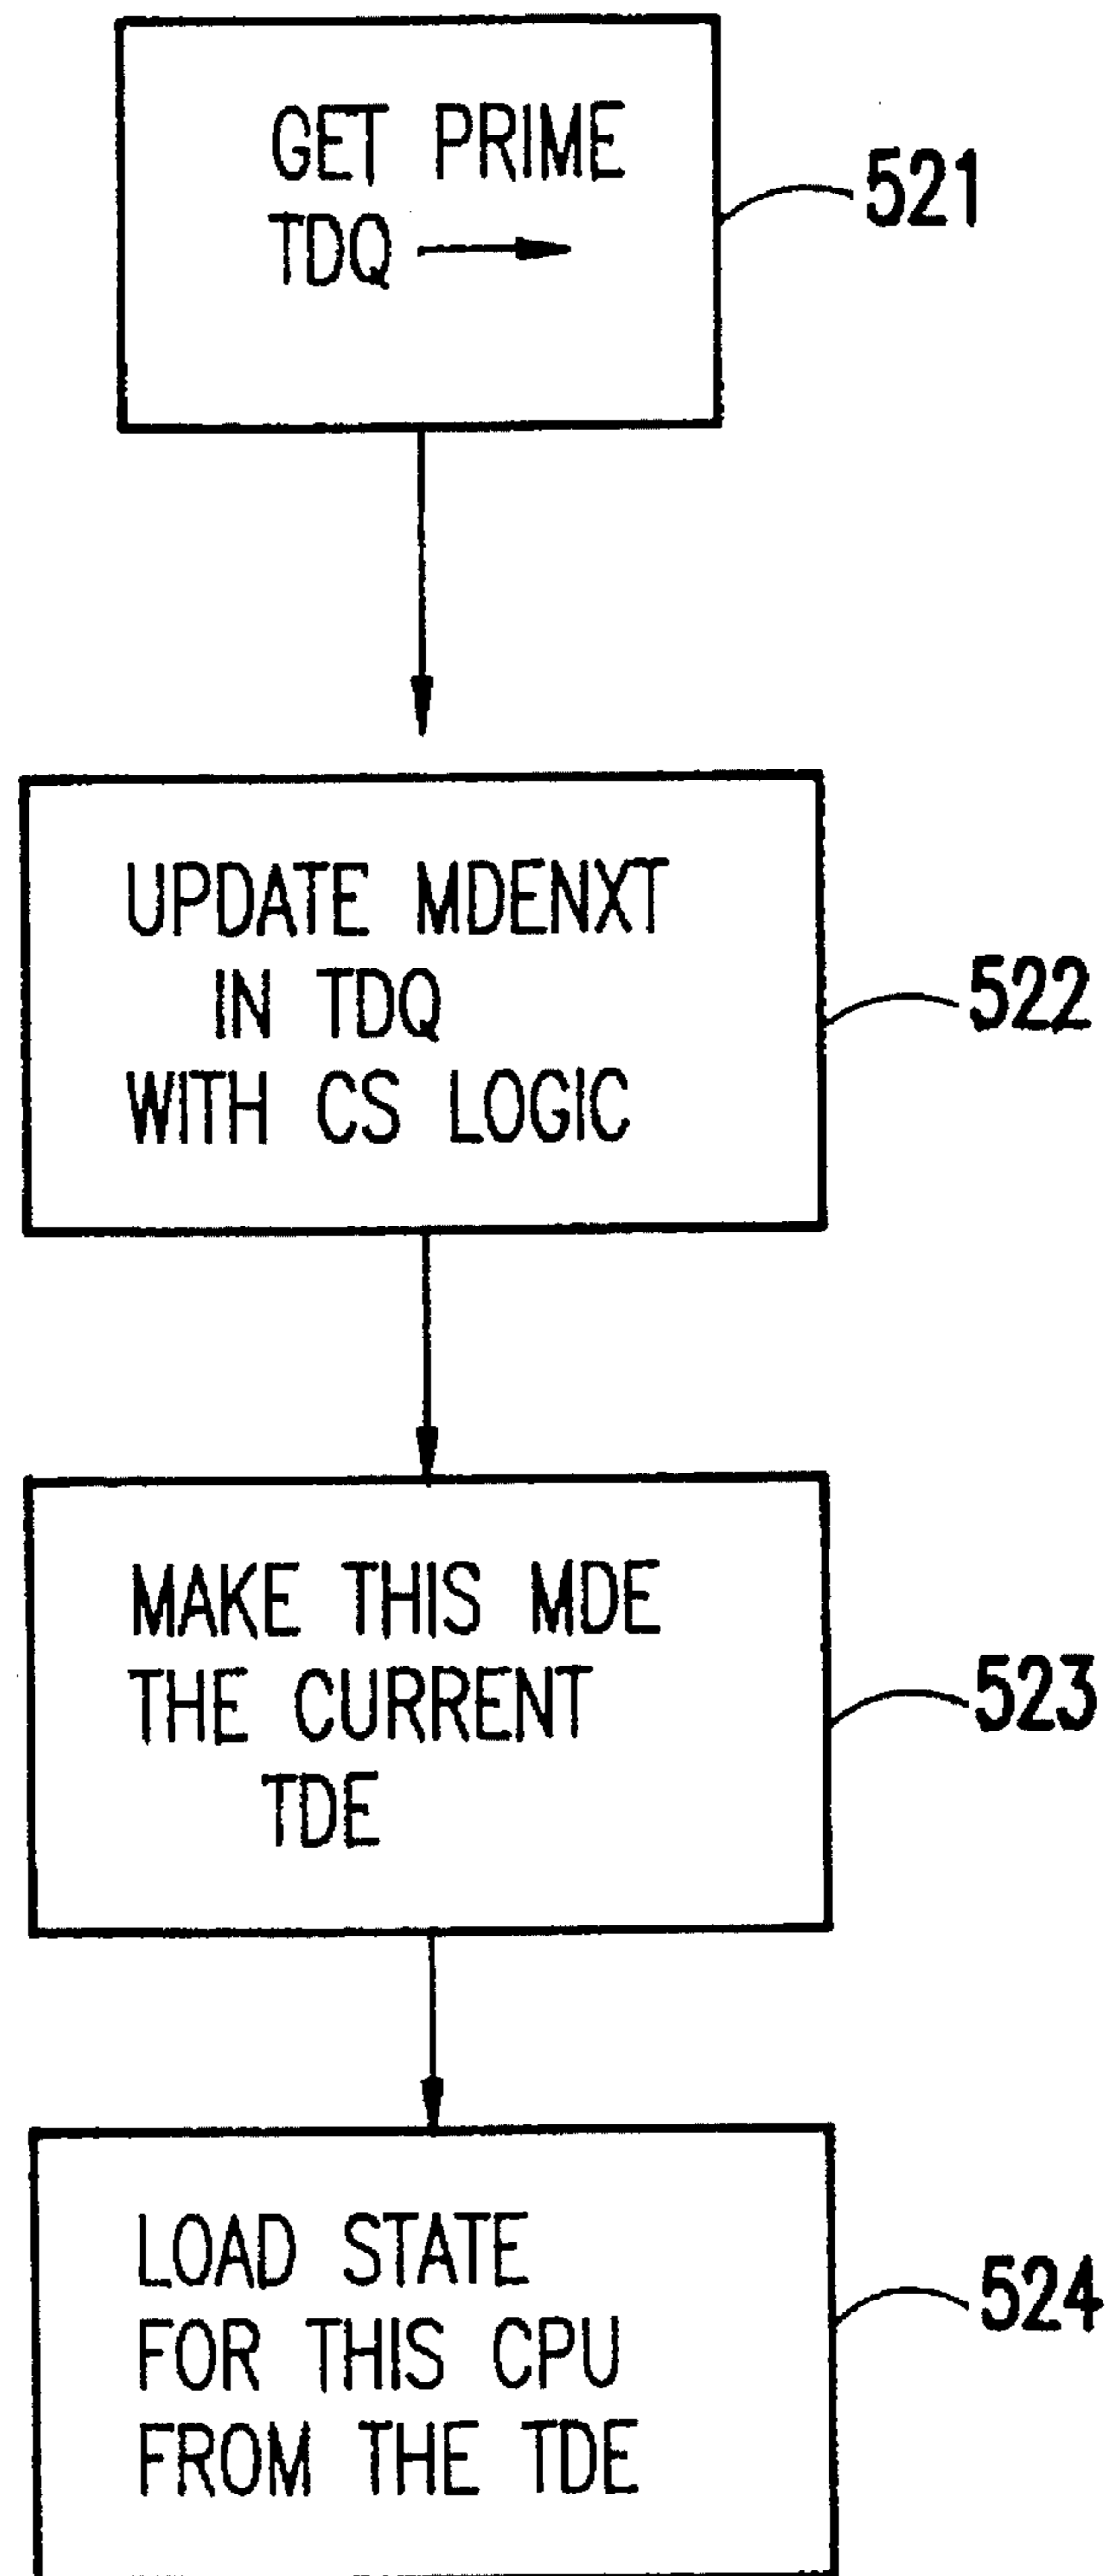 GET PRIME
TDQ →
521
UPDATE MDENXT
IN TDQ
WITH CS LOGIC
522
MAKE THIS MDE
THE CURRENT
TDE
523
LOAD STATE
FOR THIS CPU
FROM THE TDE
524